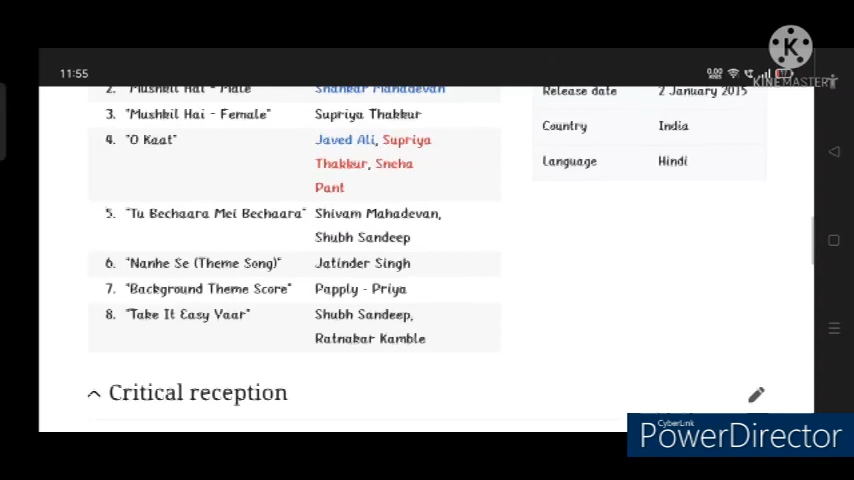 11:55
0.00
KINEMASTER
2. "Mushkil Hai - Male" Shankar Mahadevan
Release date 2 January 2015
3. "Mushkil Hai - Female" Supriya Thakkur
Country India
4. "O Kaat" Javed Ali, Supriya
Thakkur, Sneha
Pant
Language Hindi
5. "Tu Bechaara Mei Bechaara" Shivam Mahadevan,
Shubh Sandeep
6. "Nanhe Se (Theme Song)" Jatinder Singh
7. "Background Theme Score" Papply - Priya
8. "Take It Easy Yaar" Shubh Sandeep,
Ratnakar Kamble
Critical reception
CyberLink
PowerDirector